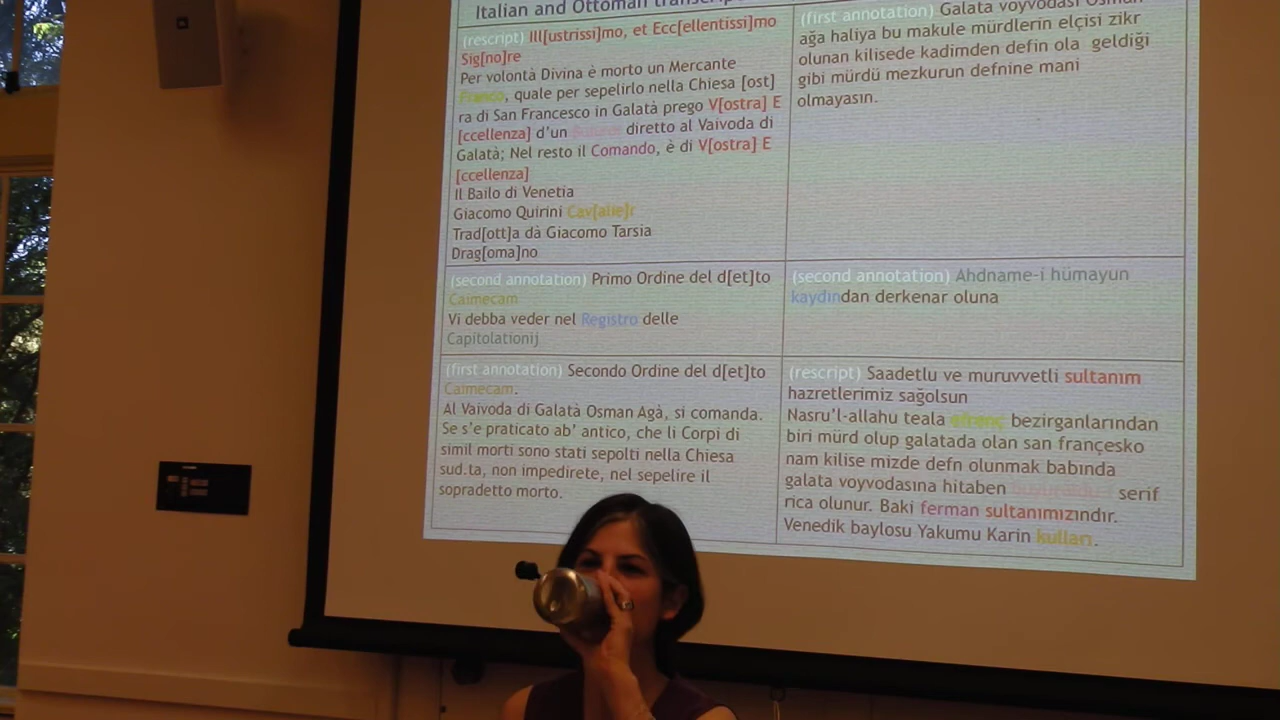 Italian and Ottoman
(rescript) Ill[ustrissi]mo, et Ecc[ellentissi]mo
Sig[no]re
Per volontà Divina è morto un Mercante
Franco, quale per sepelirlo nella Chiesa [ost]
ra di San Francesco in Galatà prego V[ostra] E
[ccellenza] d'un diretto al Vaivoda di
Galatà; Nel resto il Comando, è di V[ostra] E
[ccellenza]
Il Bailo di Venetia
Giacomo Quirini Cav[alie]r
Trad[ott]a dà Giacomo Tarsia
Drag[oma]no
(first annotation) Galata voyvodası Osman
ağa haliya bu makule mürdlerin elçisi zikr
olunan kilisede kadimden defin ola geldiği
gibi mürdü mezkurun defnine mani
olmayasın.
(second annotation) Primo Ordine del d[et]to
Caimecam
Vi debba veder nel Registro delle
Capitolationij
(second annotation) Ahdname-i hümayun
kaydından derkenar oluna
(first annotation) Secondo Ordine del d[et]to
Caimecam.
Al Vaivoda di Galatà Osman Agà, si comanda.
Se s'e praticato ab' antico, che li Corpi di
simil morti sono stati sepolti nella Chiesa
sud.ta, non impedirete, nel sepelire il
sopradetto morto.
(rescript) Saadetlu ve muruvvetli sultanım
hazretlerimiz sağolsun
Nasru'l-allahu teala efrenç bezirganlarından
biri mürd olup galatada olan san françesko
nam kilise mizde defn olunmak babında
galata voyvodasına hitaben serif
rica olunur. Baki ferman sultanımızındır.
Venedik baylosu Yakumu Karin kulları.